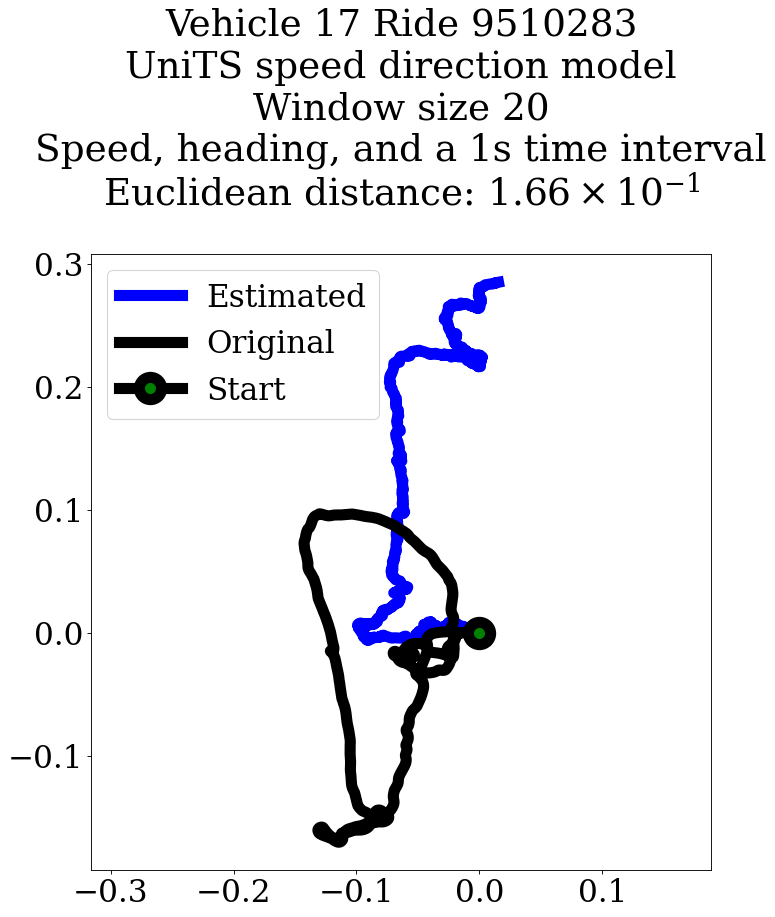 Vehicle 17 Ride 9510283
UniTS speed direction model
Window size 20
Speed, heading, and a 1s time interval
Euclidean distance: 1.66 × 10⁻¹
Estimated
Original
Start
0.3
0.2
0.1
0.0
−0.1
−0.3
−0.2
−0.1
0.0
0.1